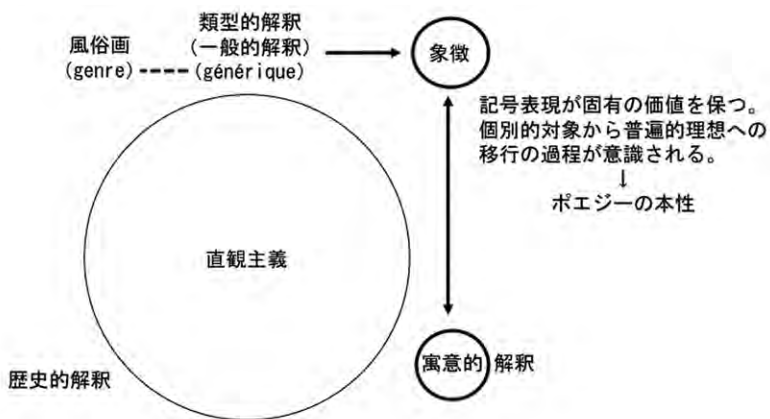 風俗画
(genre)
類型的解釈
(一般的解釈)
(générique)
象徴
記号表現が固有の価値を保つ。
個別的対象から普遍的理想への
移行の過程が意識される。
↓
ポエジーの本性
直観主義
歴史的解釈
寓意的解釈